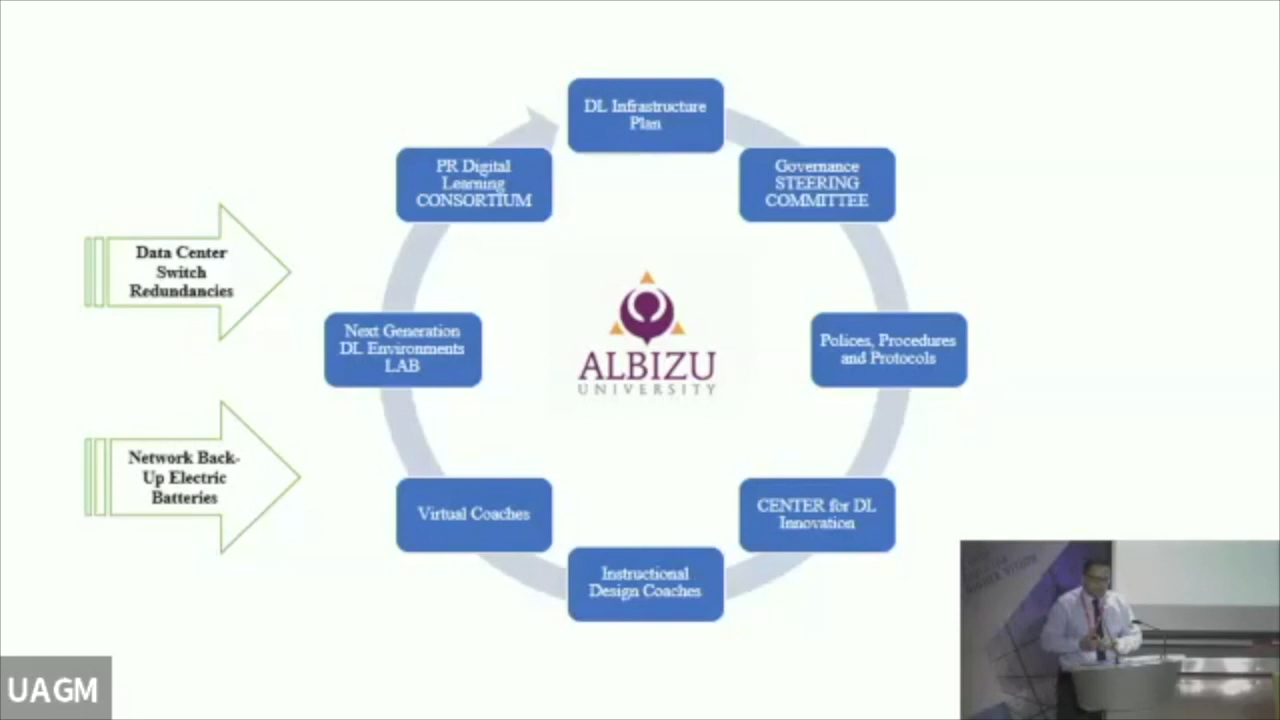 DL Infrastructure
Plan
Governance
STEERING
COMMITTEE
Polices, Procedures
and Protocols
CENTER for DL
Innovation
Instructional
Design Coaches
Virtual Coaches
Next Generation
DL Environments
LAB
PR Digital
Learning
CONSORTIUM
ALBIZU
UNIVERSITY
Data Center
Switch
Redundancies
Network Back-
Up Electric
Batteries
UAGM